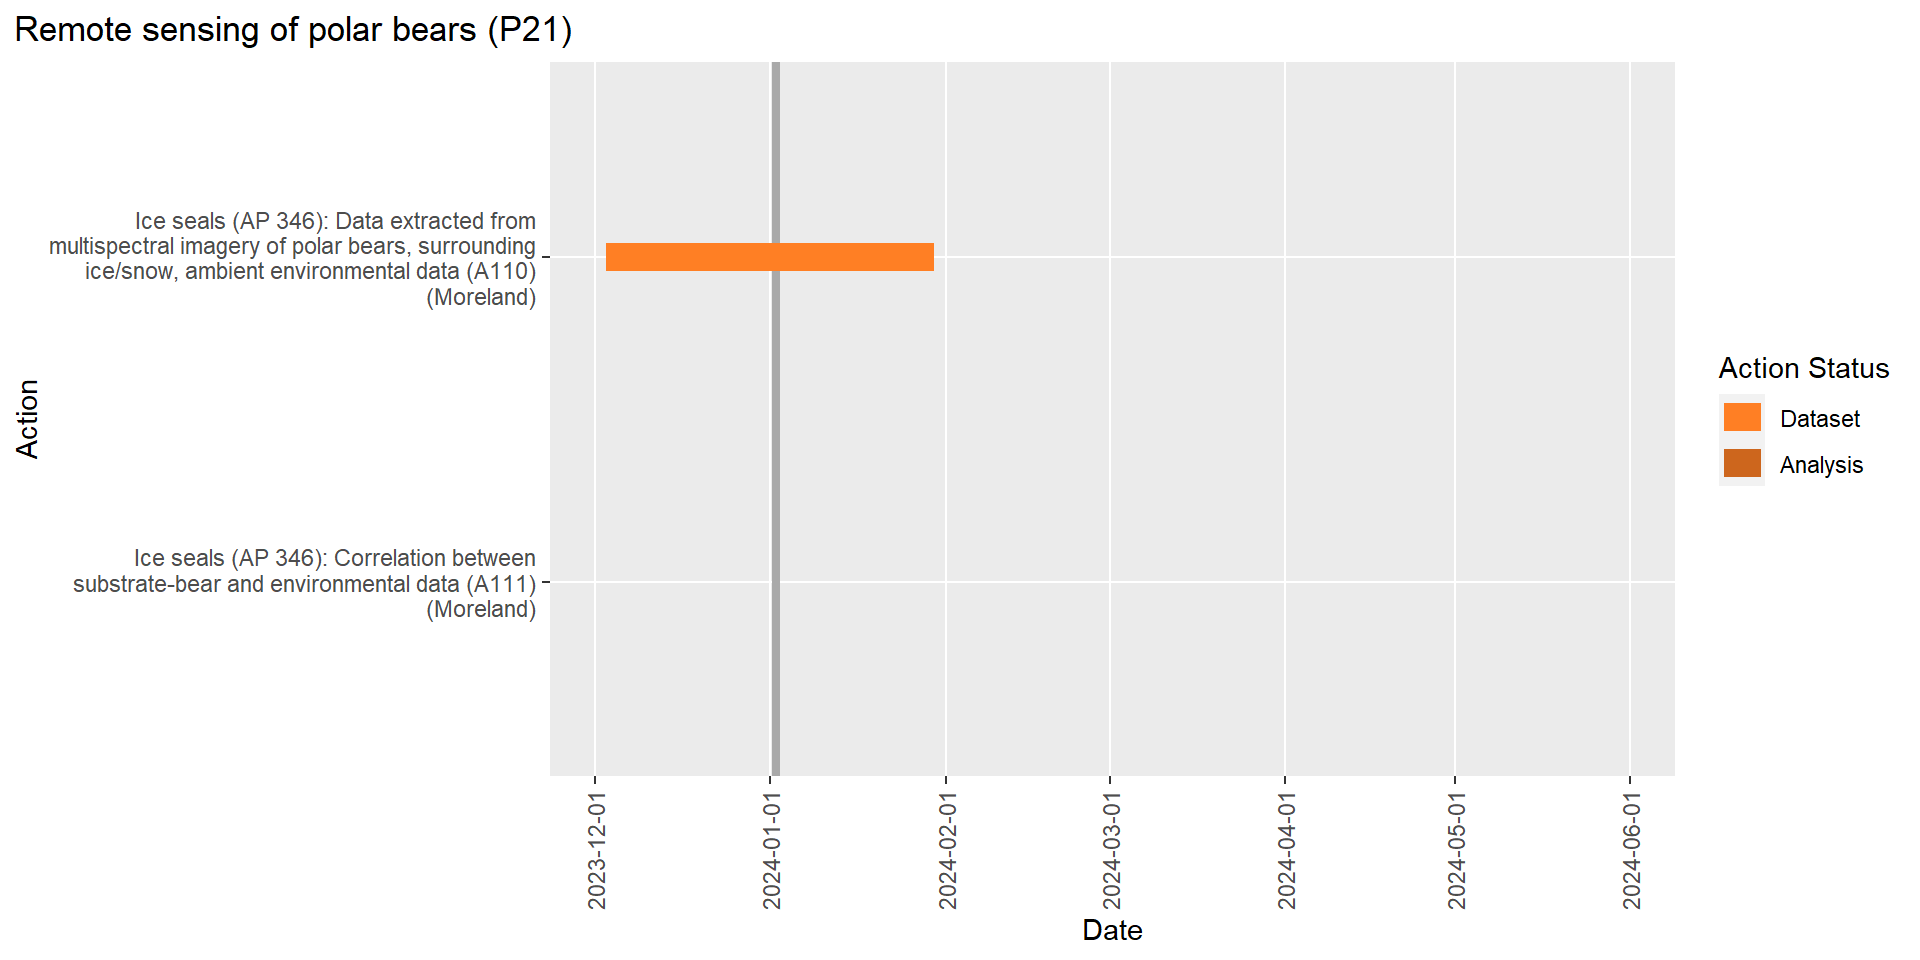 Remote sensing of polar bears (P21)
Ice seals (AP 346): Data extracted from
multispectral imagery of polar bears, surrounding
ice/snow, ambient environmental data (A110)
(Moreland)
Action
Ice seals (AP 346): Correlation between
substrate-bear and environmental data (A111)
(Moreland)
2023-12-01
2024-01-01
2024-02-01
2024-03-01
2024-04-01
2024-05-01
2024-06-01
Date
Action Status
Dataset
Analysis